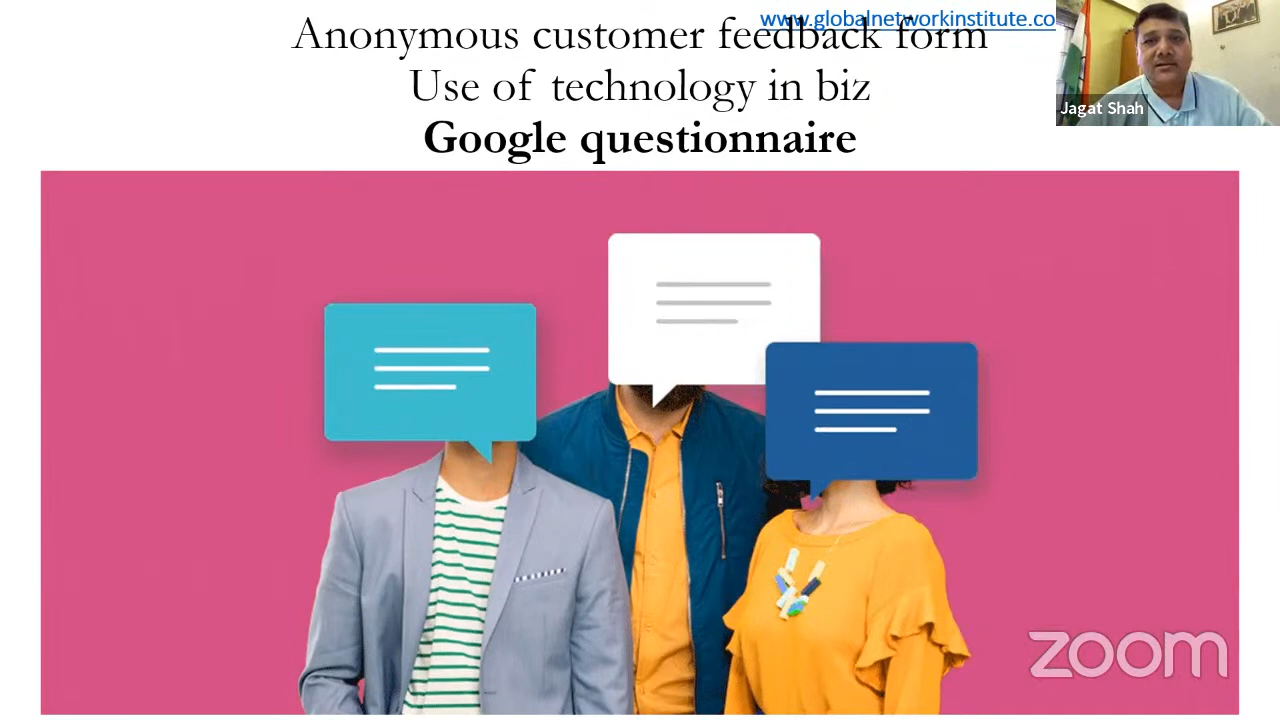 www.globalnetworkinstitute.co
Anonymous customer feedback form
Use of technology in biz
Google questionnaire
Jagat Shah
zoom